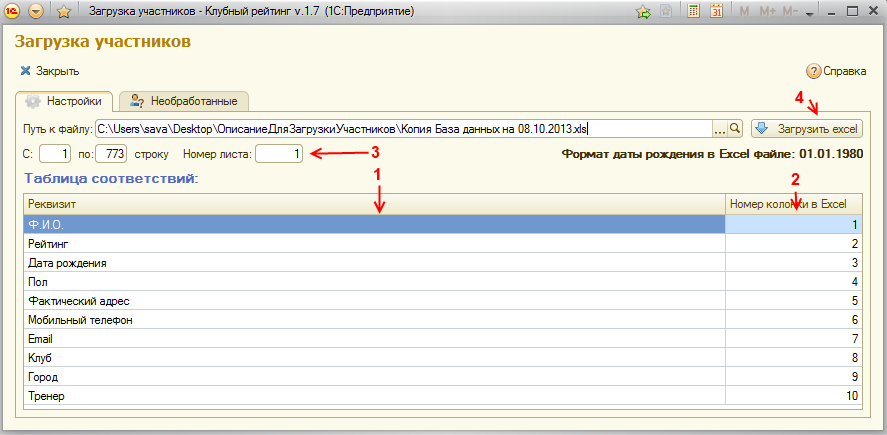 Загрузка участников - Клубный рейтинг v.1.7 (1С:Предприятие)
M M+ M-
Загрузка участников
Закрыть
Справка
Настройки
Необработанные
4
Путь к файлу: C:\Users\sava\Desktop\ОписаниеДляЗагрузкиУчастников\Копия База данных на 08.10.2013.xls ... Загрузить excel
С: 1 по: 773 строку Номер листа: 1 3 Формат даты рождения в Excel файле: 01.01.1980
Таблица соответствий: 1 2
Реквизит Номер колонки в Excel
Ф.И.О. 1
Рейтинг 2
Дата рождения 3
Пол 4
Фактический адрес 5
Мобильный телефон 6
Email 7
Клуб 8
Город 9
Тренер 10